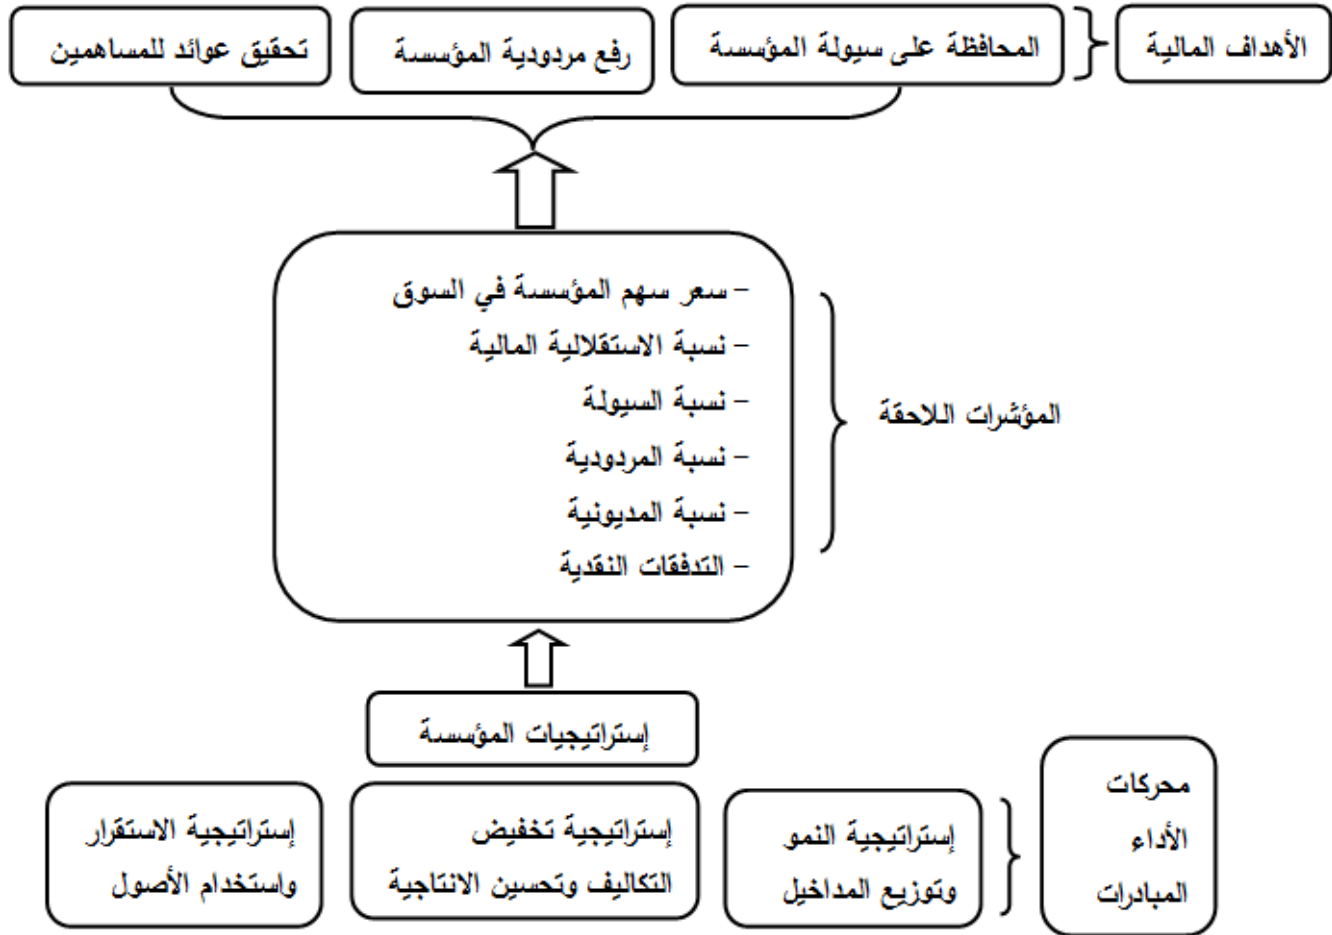 الأهداف المالية
المحافظة على سيولة المؤسسة
رفع مردودية المؤسسة
تحقيق عوائد للمساهمين
– سعر سهم المؤسسة في السوق
– نسبة الاستقلالية المالية
– نسبة السيولة
– نسبة المردودية
– نسبة المديونية
– التدفقات النقدية
المؤشرات اللاحقة
إستراتيجيات المؤسسة
محركات
الأداء
المبادرات
إستراتيجية النمو
وتوزيع المداخيل
إستراتيجية تخفيض
التكاليف وتحسين الانتاجية
إستراتيجية الاستقرار
واستخدام الأصول